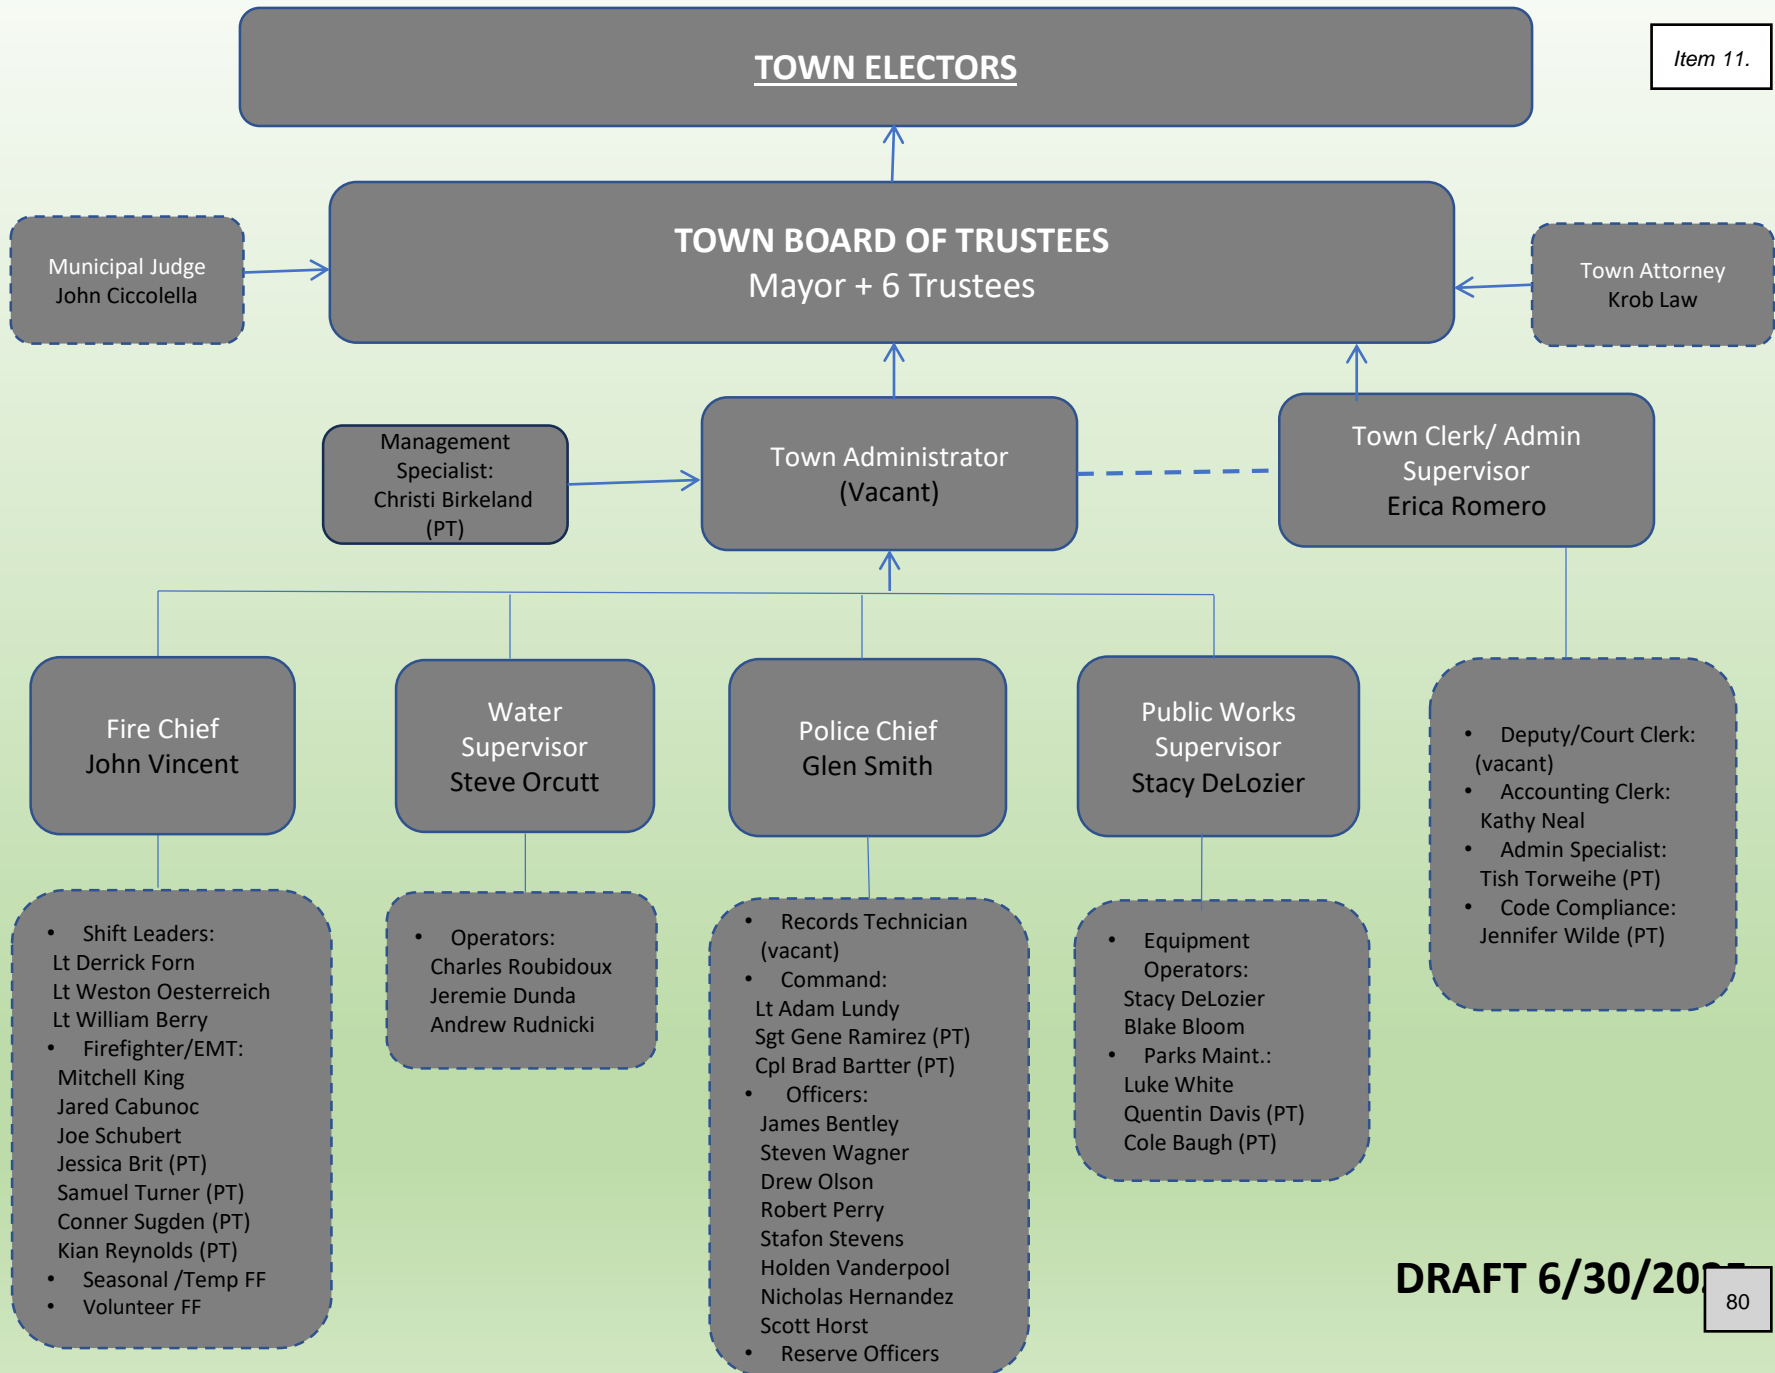 TOWN ELECTORS
Item 11.
TOWN BOARD OF TRUSTEES
Mayor + 6 Trustees
Municipal Judge
John Ciccolella
Town Attorney
Krob Law
Management
Specialist:
Christi Birkeland
(PT)
Town Administrator
(Vacant)
Town Clerk/ Admin
Supervisor
Erica Romero
Fire Chief
John Vincent
Water
Supervisor
Steve Orcutt
Police Chief
Glen Smith
Public Works
Supervisor
Stacy DeLozier
• Deputy/Court Clerk:
(vacant)
• Accounting Clerk:
Kathy Neal
• Admin Specialist:
Tish Torweihe (PT)
• Code Compliance:
Jennifer Wilde (PT)
• Shift Leaders:
Lt Derrick Forn
Lt Weston Oesterreich
Lt William Berry
• Firefighter/EMT:
Mitchell King
Jared Cabunoc
Joe Schubert
Jessica Brit (PT)
Samuel Turner (PT)
Conner Sugden (PT)
Kian Reynolds (PT)
• Seasonal /Temp FF
• Volunteer FF
• Operators:
Charles Roubidoux
Jeremie Dunda
Andrew Rudnicki
• Records Technician
(vacant)
• Command:
Lt Adam Lundy
Sgt Gene Ramirez (PT)
Cpl Brad Bartter (PT)
• Officers:
James Bentley
Steven Wagner
Drew Olson
Robert Perry
Stafon Stevens
Holden Vanderpool
Nicholas Hernandez
Scott Horst
• Reserve Officers
• Equipment
Operators:
Stacy DeLozier
Blake Bloom
• Parks Maint.:
Luke White
Quentin Davis (PT)
Cole Baugh (PT)
DRAFT 6/30/20
80